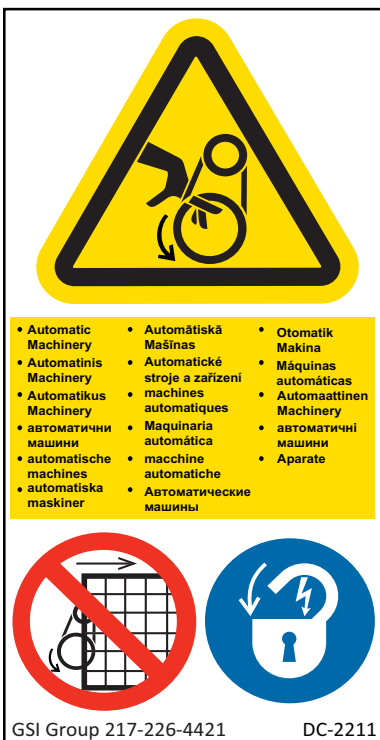 • Automatic
Machinery
• Automatinis
Machinery
• Automatikus
Machinery
• автоматични
машини
• automatische
machines
• automatiska
maskiner
• Automātiskā
Mašīnas
• Automatické
stroje a zařízení
• machines
automatiques
• Maquinaria
automática
• macchine
automatiche
• Автоматические
машины
• Otomatik
Makina
• Máquinas
automáticas
• Automaattinen
Machinery
• автоматичні
машини
• Aparate
GSI Group 217-226-4421
DC-2211